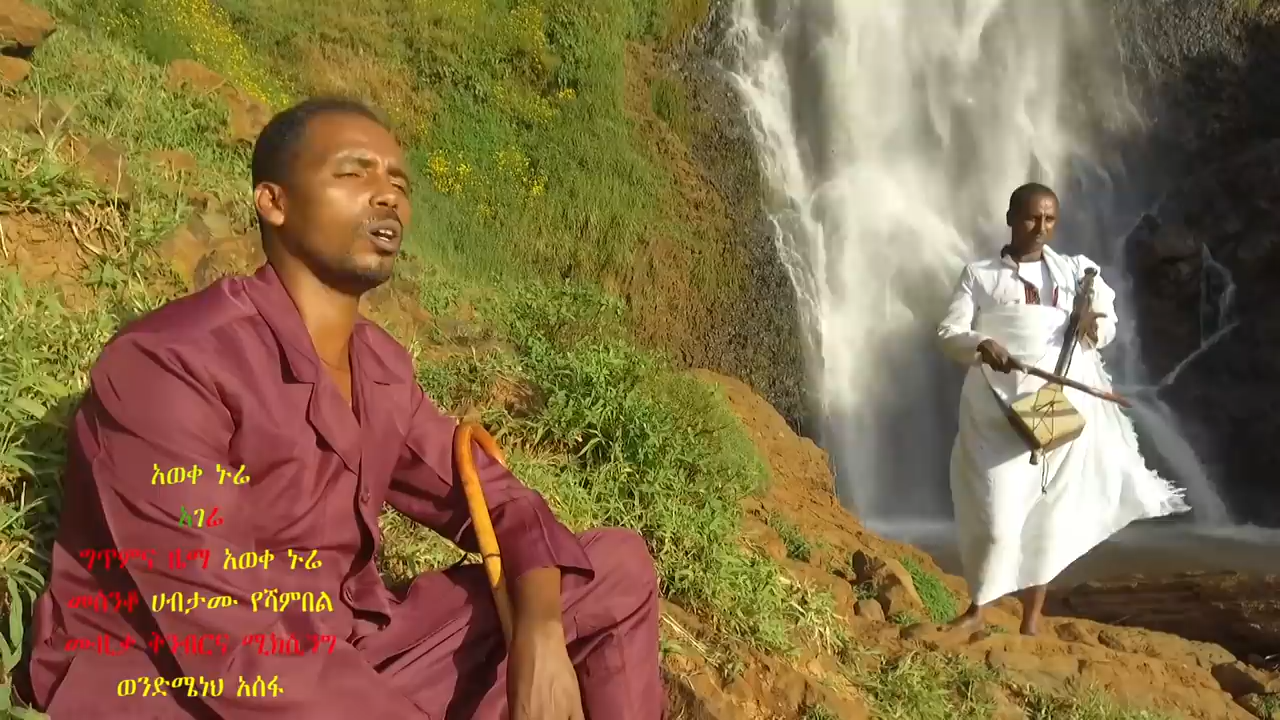 አወቀ ኑሬ
አገሬ
ግጥምና ዜማ አወቀ ኑሬ
መሰንቆ ሀብታሙ የሻምበል
ሙዚቃ ቅንብርና ሚክሲንግ
ወንድሜነህ አሰፋ